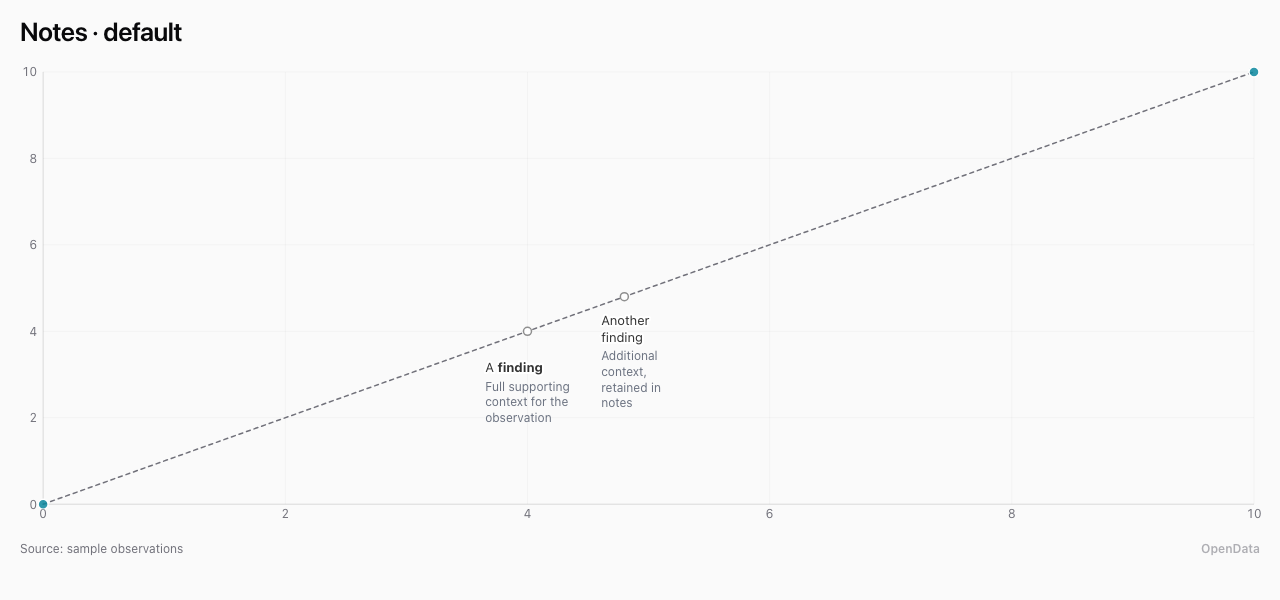 Notes · default
10
8
6
4
2
0
Another
finding
Additional
context,
retained in
notes
A finding
Full supporting
context for the
observation
0 2 4 6 8 10
Source: sample observations
OpenData